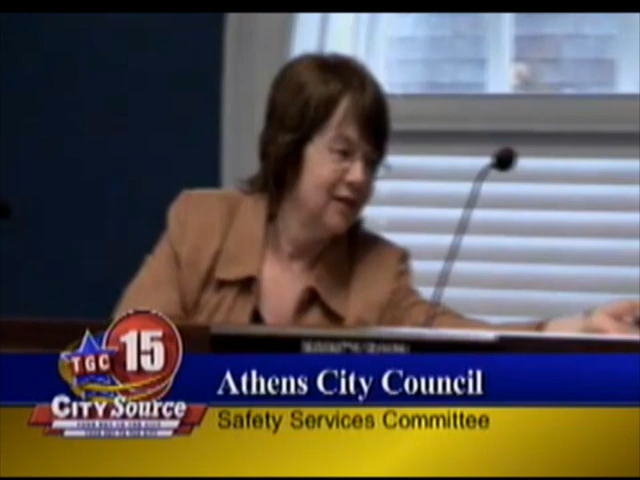 TGC 15
CITY SOURCE
Athens City Council
Safety Services Committee